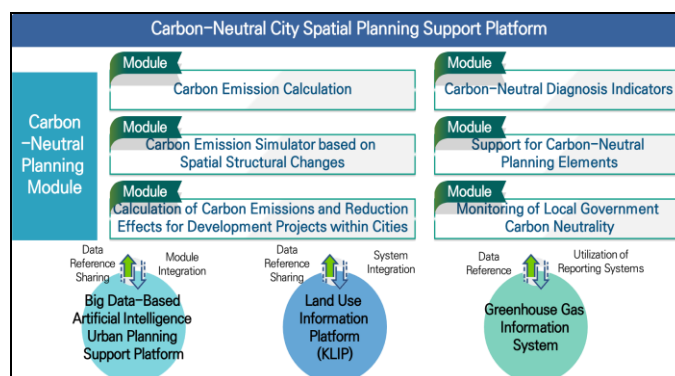 Carbon-Neutral City Spatial Planning Support Platform
Carbon
-Neutral
Planning
Module
Module
Carbon Emission Calculation
Module
Carbon-Neutral Diagnosis Indicators
Module
Carbon Emission Simulator based on
Spatial Structural Changes
Module
Support for Carbon-Neutral
Planning Elements
Module
Calculation of Carbon Emissions and Reduction
Effects for Development Projects within Cities
Module
Monitoring of Local Government
Carbon Neutrality
Data
Reference
Sharing
Module
Integration
Data
Reference
Sharing
System
Integration
Data
Reference
Utilization of
Reporting Systems
Big Data-Based
Artificial Intelligence
Urban Planning
Support Platform
Land Use
Information
Platform
(KLIP)
Greenhouse Gas
Information
System